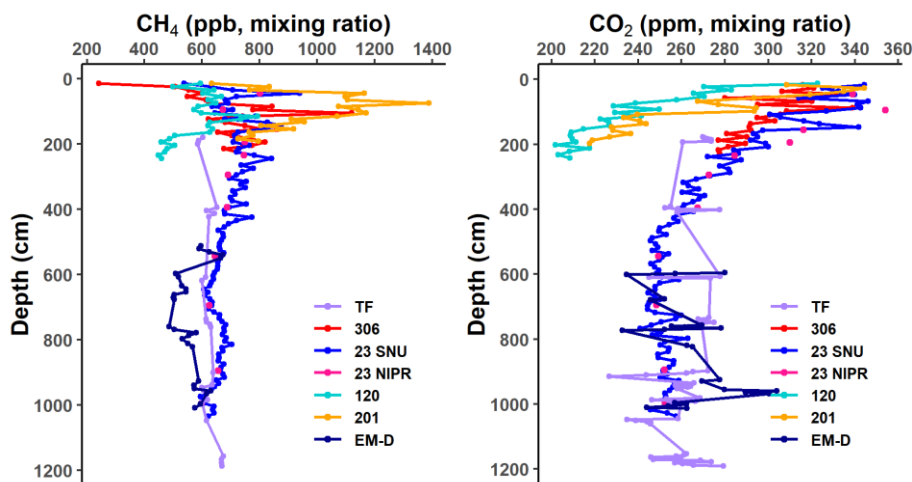 CH₄ (ppb, mixing ratio)
200 400 600 800 1000 1200 1400
0
200
400
600
800
1000
1200
Depth (cm)
TF
306
23 SNU
23 NIPR
120
201
EM-D
CO₂ (ppm, mixing ratio)
200 220 240 260 280 300 320 340 360
0
200
400
600
800
1000
1200
Depth (cm)
TF
306
23 SNU
23 NIPR
120
201
EM-D